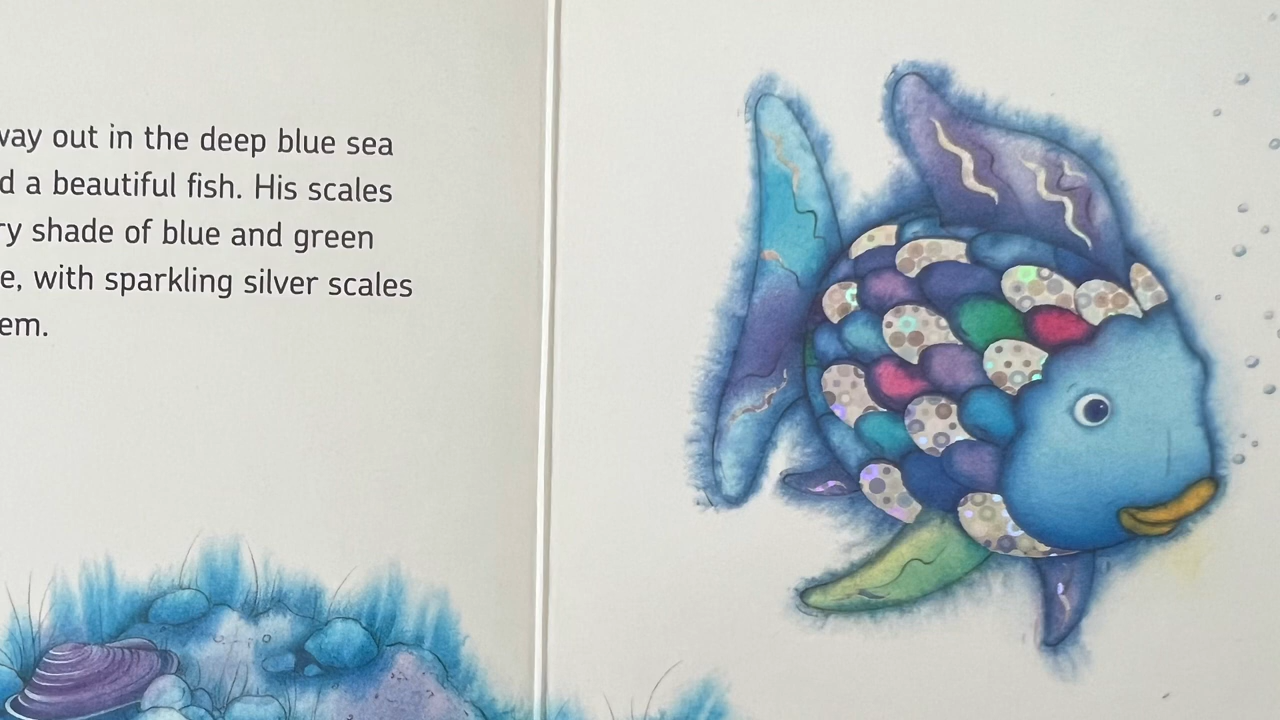 way out in the deep blue sea
d a beautiful fish. His scales
ry shade of blue and green
e, with sparkling silver scales
em.